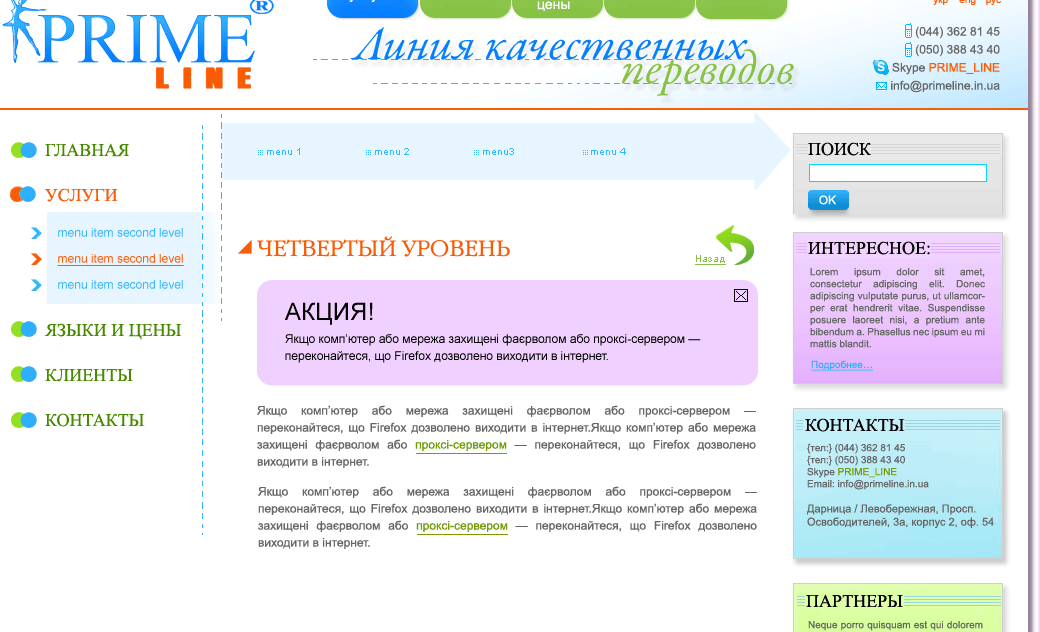 укр eng рус
PRIME®
LINE
цены
Линия качественных
переводов
(044) 362 81 45
(050) 388 43 40
Skype PRIME_LINE
info@primeline.in.ua
ГЛАВНАЯ
УСЛУГИ
menu item second level
menu item second level
menu item second level
ЯЗЫКИ И ЦЕНЫ
КЛИЕНТЫ
КОНТАКТЫ
menu 1
menu 2
menu3
menu 4
ЧЕТВЕРТЫЙ УРОВЕНЬ
Назад
АКЦИЯ!
Якщо комп'ютер або мережа захищені фаєрволом або проксі-сервером —
переконайтеся, що Firefox дозволено виходити в інтернет.
Якщо комп'ютер або мережа захищені фаєрволом або проксі-сервером —
переконайтеся, що Firefox дозволено виходити в інтернет.Якщо комп'ютер або мережа
захищені фаєрволом або проксі-сервером — переконайтеся, що Firefox дозволено
виходити в інтернет.
Якщо комп'ютер або мережа захищені фаєрволом або проксі-сервером —
переконайтеся, що Firefox дозволено виходити в інтернет.Якщо комп'ютер або мережа
захищені фаєрволом або проксі-сервером — переконайтеся, що Firefox дозволено
виходити в інтернет.
ПОИСК
OK
ИНТЕРЕСНОЕ:
Lorem ipsum dolor sit amet,
consectetur adipiscing elit. Donec
adipiscing vulputate purus, ut ullamcor-
per erat hendrerit vitae. Suspendisse
posuere laoreet nisi, a pretium ante
bibendum a. Phasellus nec ipsum eu mi
mattis blandit.
Подробнее...
КОНТАКТЫ
{тел:} (044) 362 81 45
{тел:} (050) 388 43 40
Skype PRIME_LINE
Email: info@primeline.in.ua
Дарница / Левобережная, Просп.
Освободителей, 3а, корпус 2, оф. 54
ПАРТНЕРЫ
Neque porro quisquam est qui dolorem